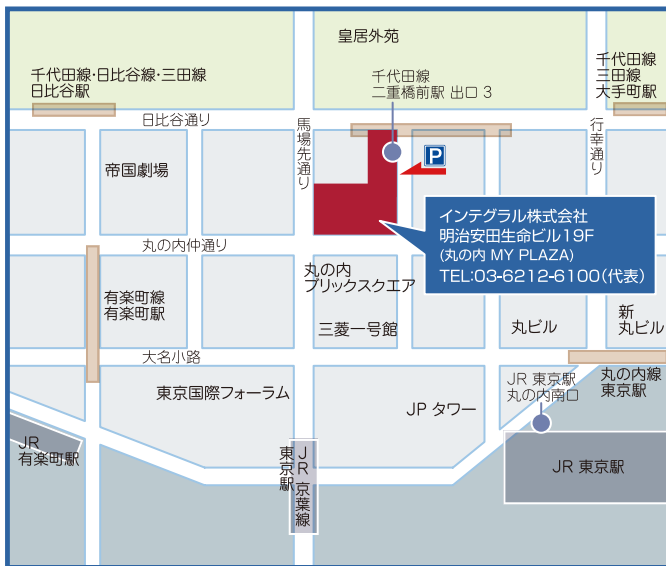 皇居外苑
千代田線・日比谷線・三田線
日比谷駅
千代田線
二重橋前駅 出口 3
千代田線
三田線
大手町駅
日比谷通り
馬場先通り
行幸通り
帝国劇場
P
インテグラル株式会社
明治安田生命ビル19F
(丸の内 MY PLAZA)
TEL:03-6212-6100(代表)
丸の内仲通り
丸の内
ブリックスクエア
有楽町線
有楽町駅
三菱一号館
丸ビル
新
丸ビル
大名小路
東京国際フォーラム
JP タワー
JR 東京駅
丸の内南口
丸の内線
東京駅
JR
有楽町駅
JR 京葉線
東京駅
JR 東京駅